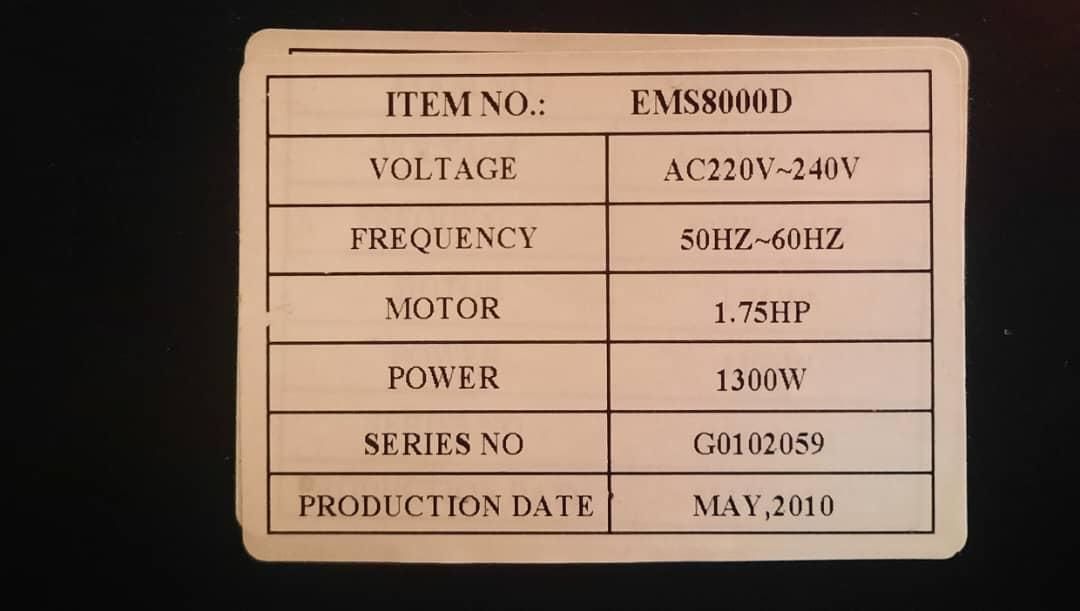 ITEM NO.: EMS8000D
VOLTAGE AC220V~240V
FREQUENCY 50HZ~60HZ
MOTOR 1.75HP
POWER 1300W
SERIES NO G0102059
PRODUCTION DATE MAY,2010